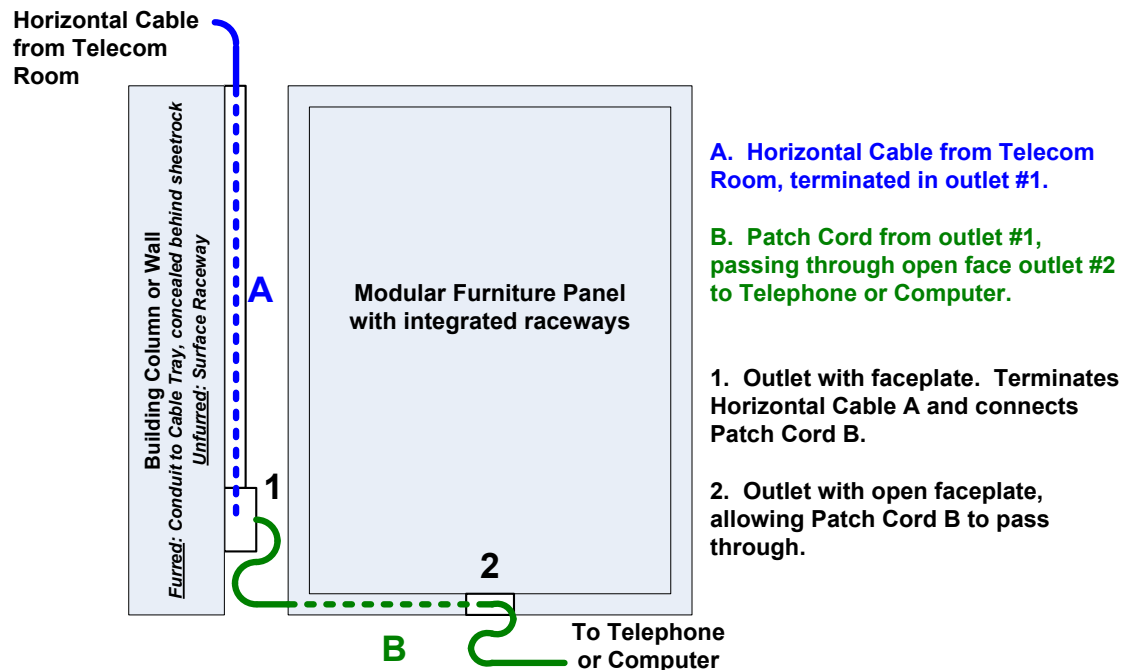 Horizontal Cable
from Telecom
Room
Building Column or Wall
Furred: Conduit to Cable Tray, concealed behind sheetrock
Unfurred: Surface Raceway
A
1
Modular Furniture Panel
with integrated raceways
2
B
To Telephone
or Computer
A. Horizontal Cable from Telecom
Room, terminated in outlet #1.
B. Patch Cord from outlet #1,
passing through open face outlet #2
to Telephone or Computer.
1. Outlet with faceplate. Terminates
Horizontal Cable A and connects
Patch Cord B.
2. Outlet with open faceplate,
allowing Patch Cord B to pass
through.